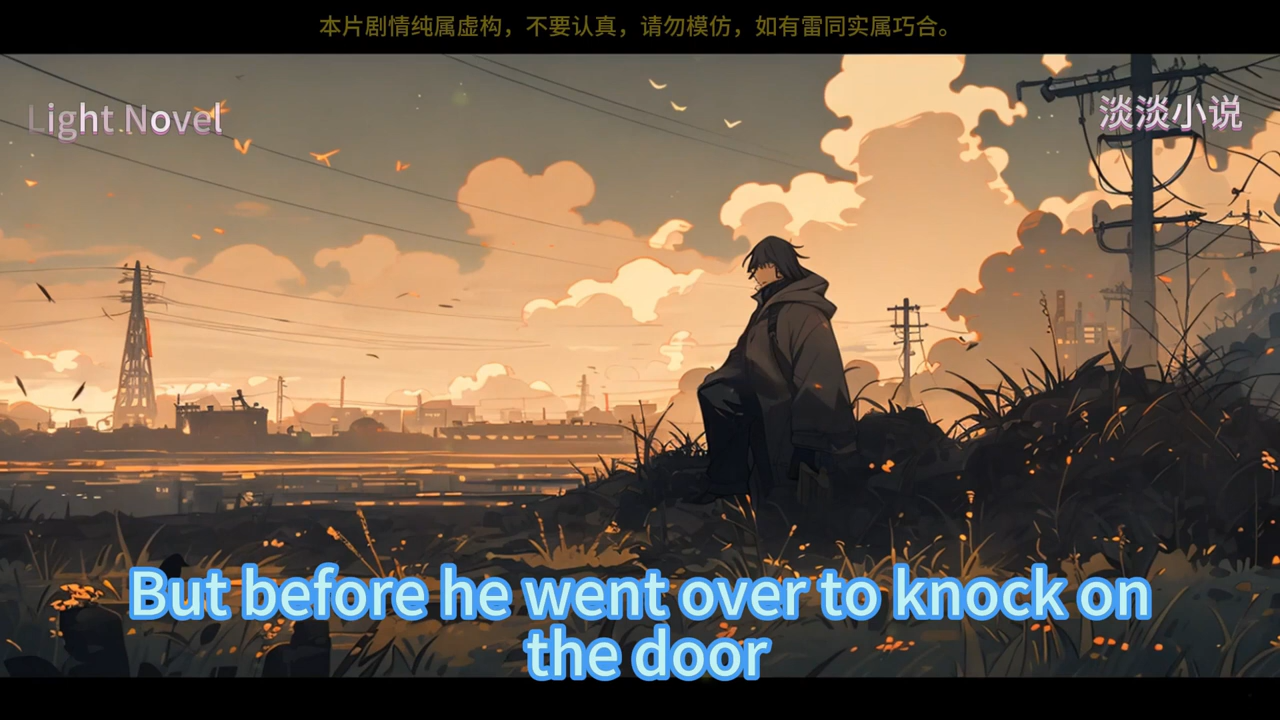 本片剧情纯属虚构，不要认真，请勿模仿，如有雷同实属巧合。
Light Novel
淡淡小说
But before he went over to knock on
the door